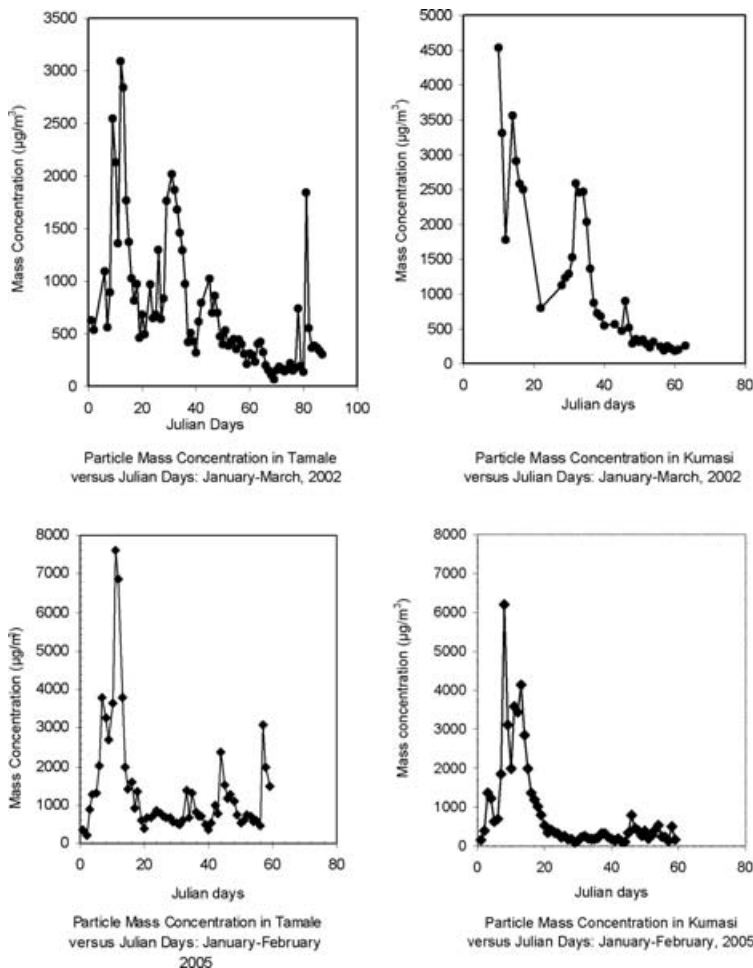 3500
3000
2500
2000
1500
1000
500
0
Mass Concentration (µg/m³)
0 20 40 60 80 100
Julian Days
Particle Mass Concentration in Tamale
versus Julian Days: January-March, 2002
5000
4500
4000
3500
3000
2500
2000
1500
1000
500
0
Mass Concentration (µg/m³)
0 20 40 60 80
Julian days
Particle Mass Concentration in Kumasi
versus Julian Days: January-March, 2002
8000
7000
6000
5000
4000
3000
2000
1000
0
Mass Concentration (µg/m³)
0 20 40 60 80
Julian days
Particle Mass Concentration in Tamale
versus Julian Days: January-February
2005
8000
7000
6000
5000
4000
3000
2000
1000
0
Mass concentration (µg/m³)
0 20 40 60 80
Julian days
Particle Mass Concentration in Kumasi
versus Julian Days: January-February, 2005